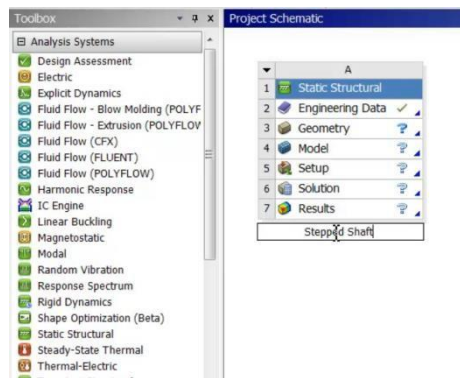 Toolbox
Project Schematic
Analysis Systems
Design Assessment
Electric
Explicit Dynamics
Fluid Flow - Blow Molding (POLYF
Fluid Flow - Extrusion (POLYFLOW
Fluid Flow (CFX)
Fluid Flow (FLUENT)
Fluid Flow (POLYFLOW)
Harmonic Response
IC Engine
Linear Buckling
Magnetostatic
Modal
Random Vibration
Response Spectrum
Rigid Dynamics
Shape Optimization (Beta)
Static Structural
Steady-State Thermal
Thermal-Electric
A
1 Static Structural
2 Engineering Data
3 Geometry ?
4 Model ?
5 Setup ?
6 Solution ?
7 Results ?
Stepped Shaft